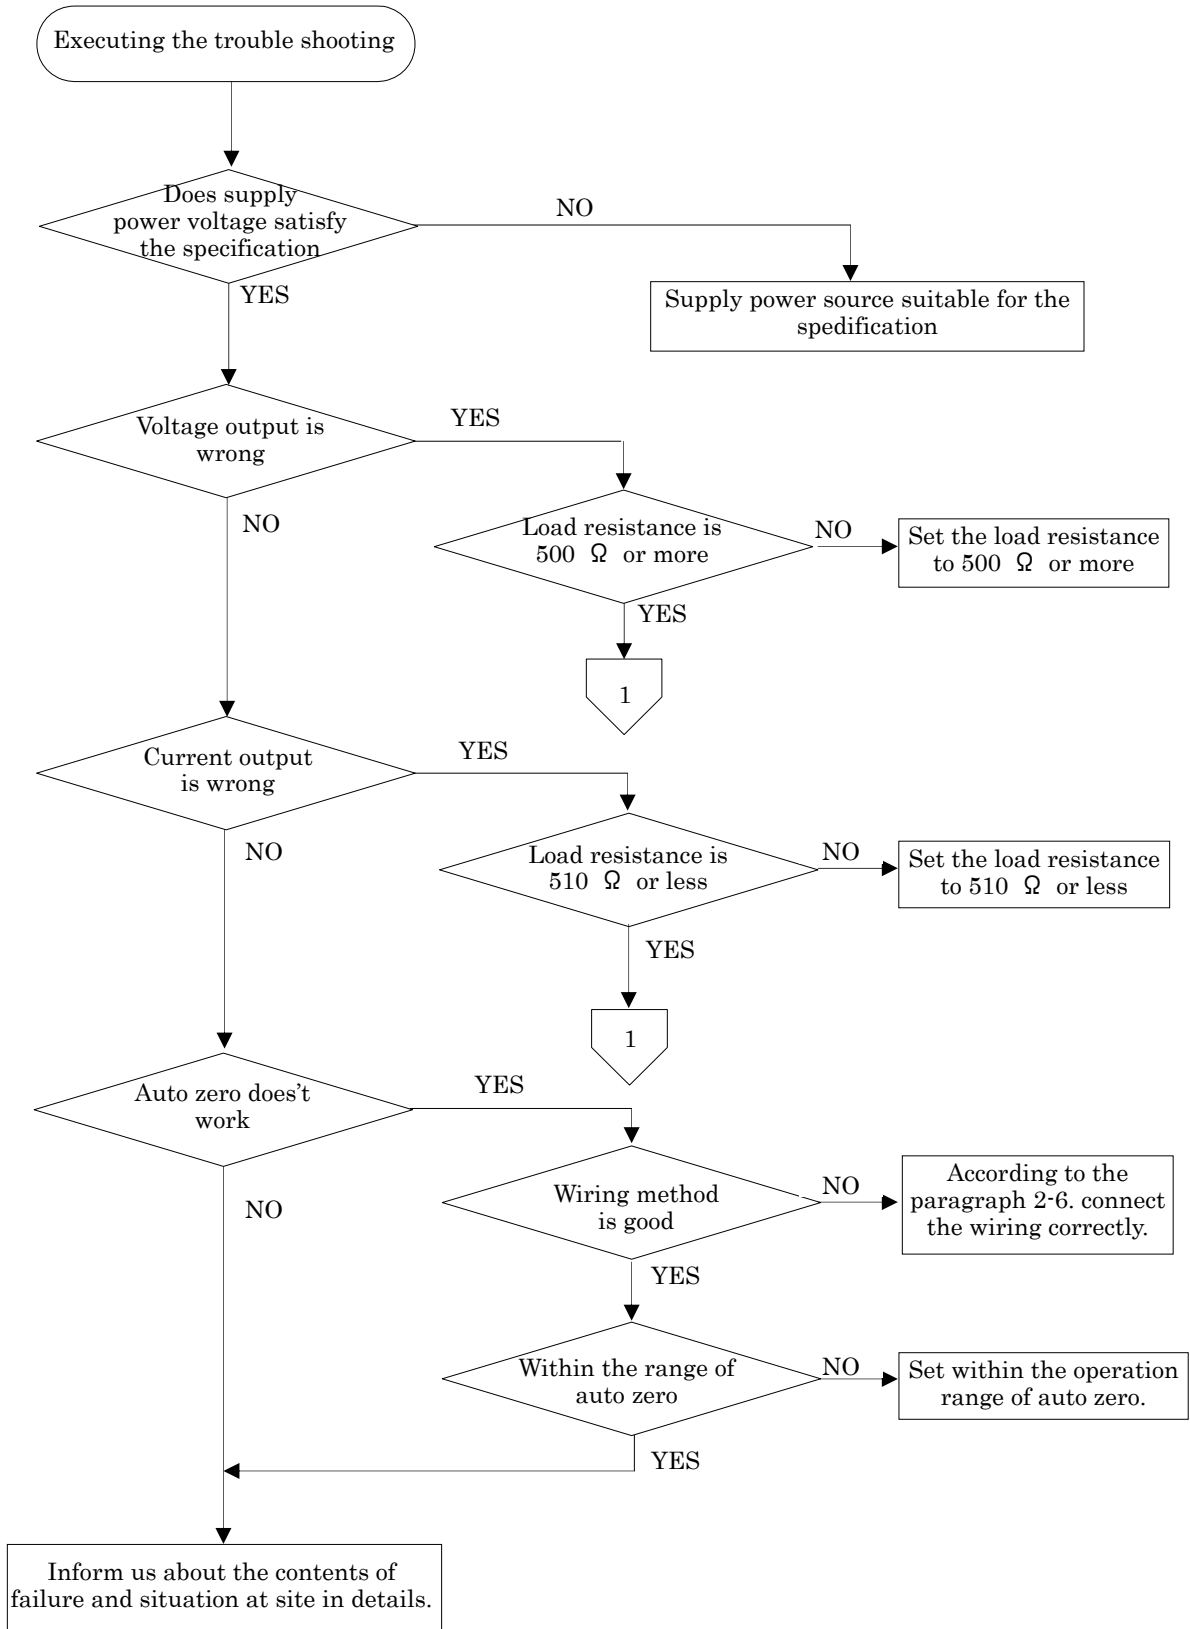 Executing the trouble shooting
Does supply
power voltage satisfy
the specification
NO
YES
Supply power source suitable for the
spedification
Voltage output is
wrong
YES
NO
Load resistance is
500 Ω or more
NO
Set the load resistance
to 500 Ω or more
YES
1
Current output
is wrong
YES
NO
Load resistance is
510 Ω or less
NO
Set the load resistance
to 510 Ω or less
YES
1
Auto zero does't
work
YES
NO
Wiring method
is good
NO
According to the
paragraph 2-6. connect
the wiring correctly.
YES
Within the range of
auto zero
NO
Set within the operation
range of auto zero.
YES
Inform us about the contents of
failure and situation at site in details.